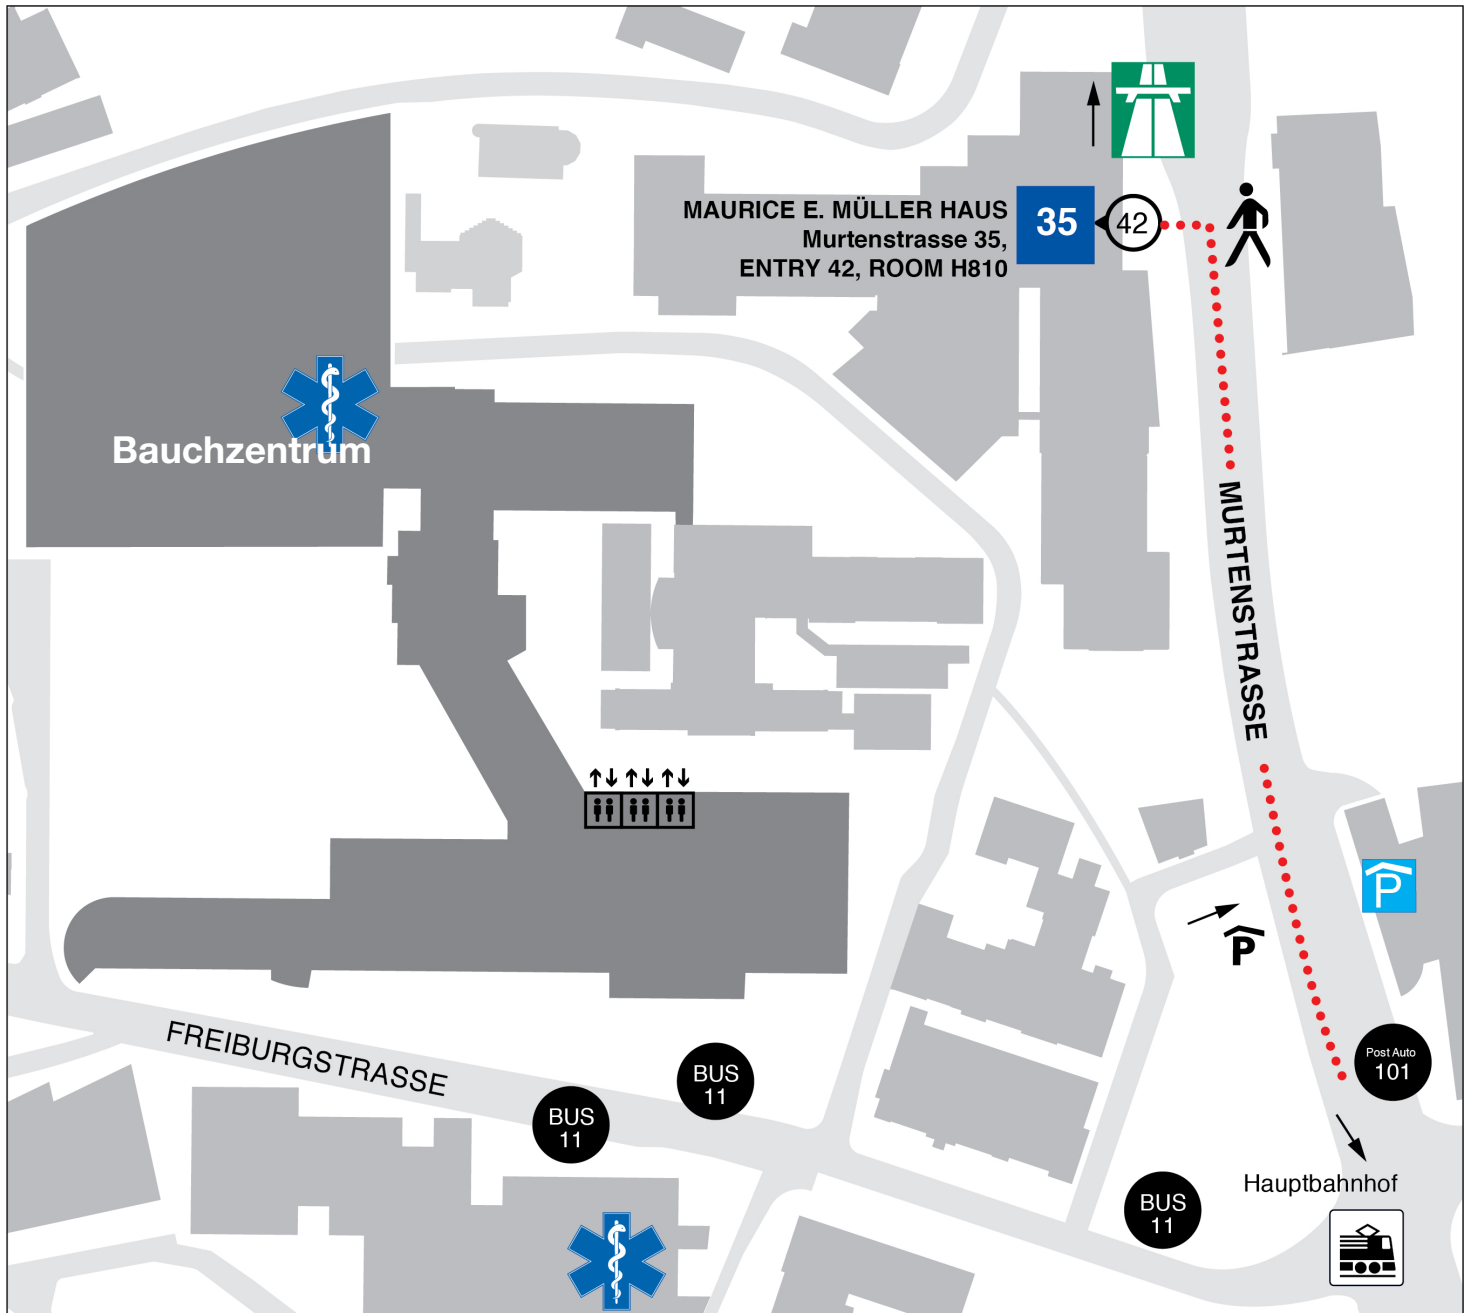 MAURICE E. MÜLLER HAUS
Murtenstrasse 35,
ENTRY 42, ROOM H810
35
42
Bauchzentrum
MURTENSTRASSE
P
P
FREIBURGSTRASSE
BUS
11
BUS
11
Post Auto
101
BUS
11
Hauptbahnhof